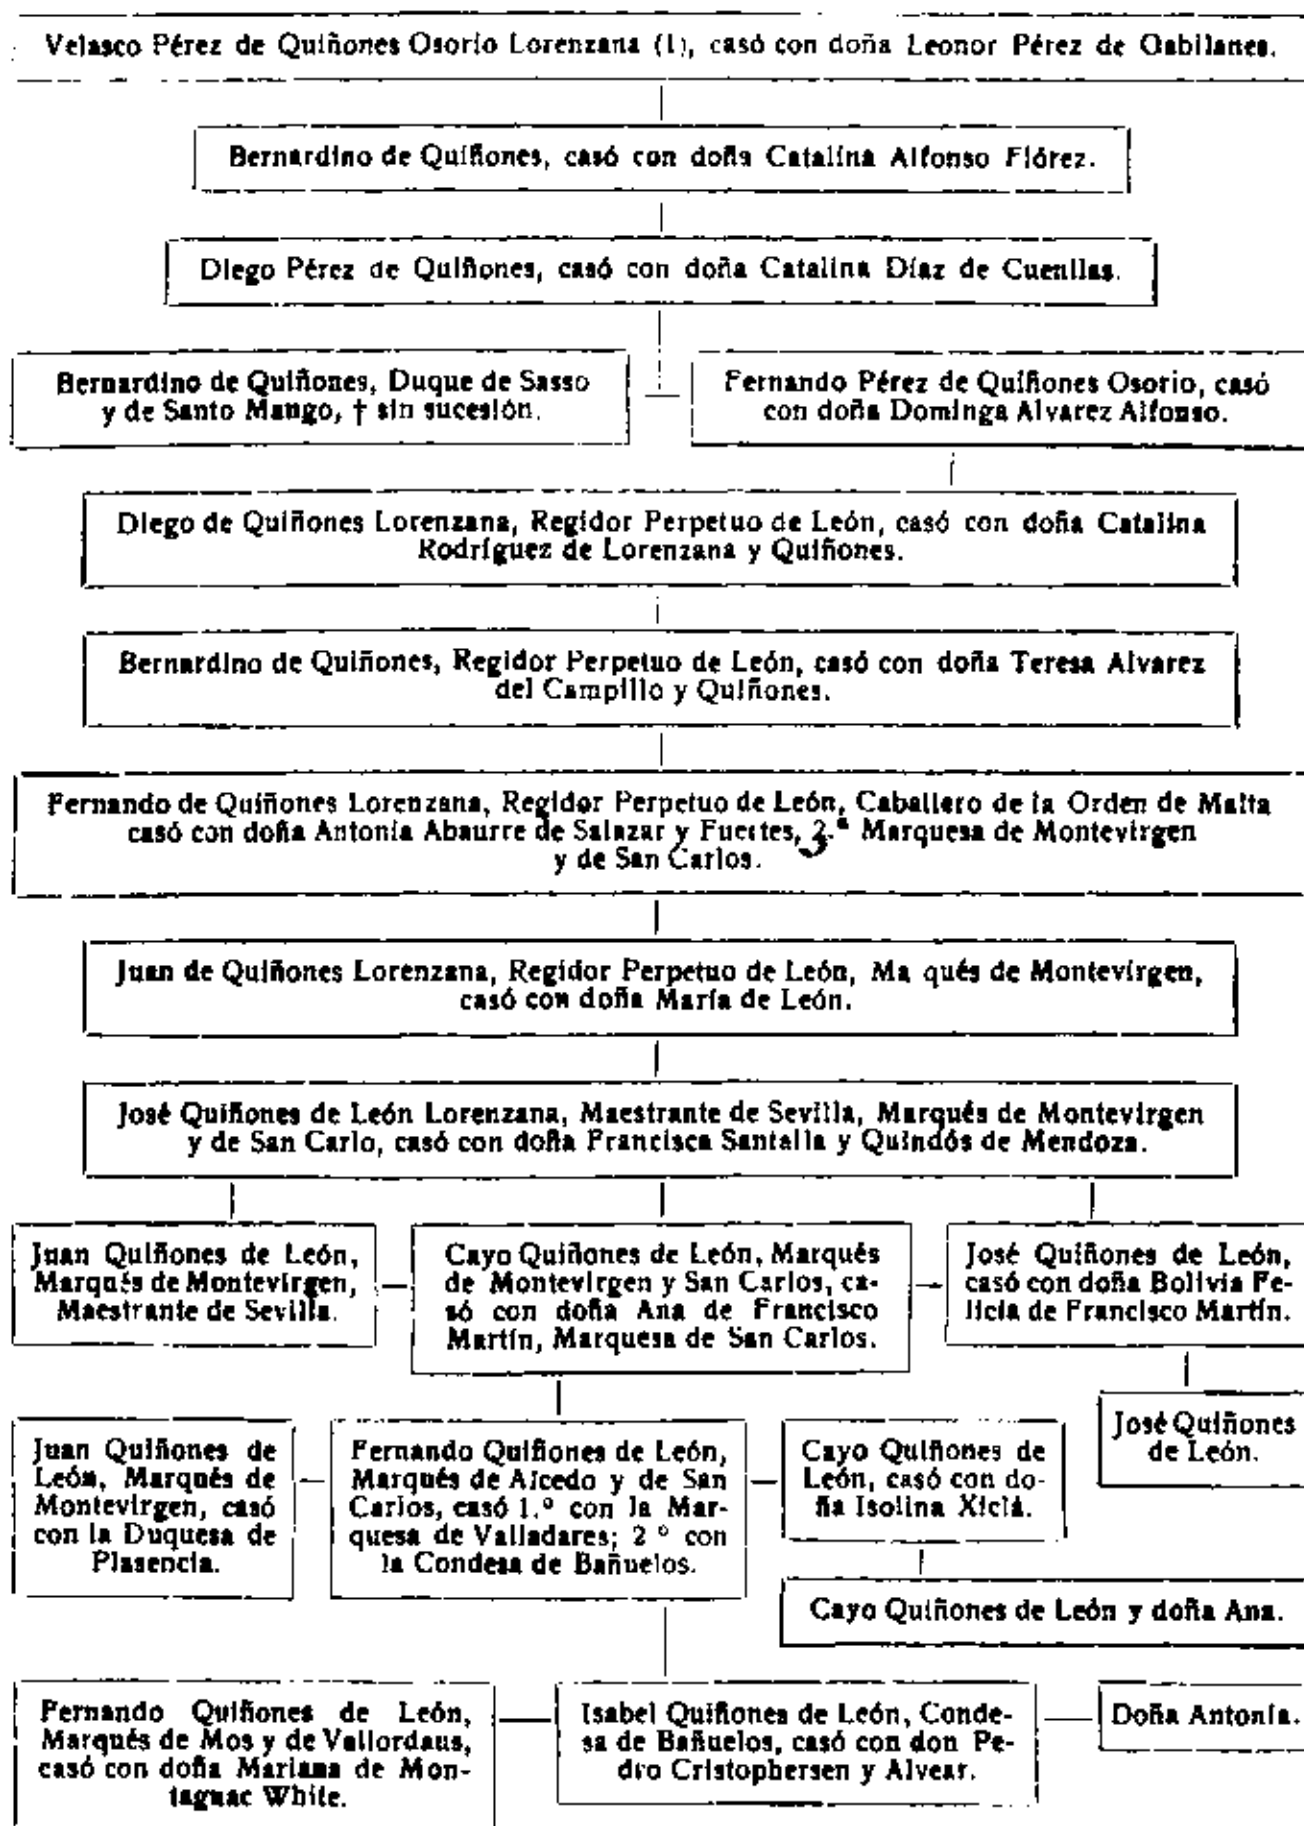 Velasco Pérez de Quiñones Osorio Lorenzana (1), casó con doña Leonor Pérez de Gabilanes.
Bernardino de Quiñones, casó con doña Catalina Alfonso Flórez.
Diego Pérez de Quiñones, casó con doña Catalina Díaz de Cuenllas.
Bernardino de Quiñones, Duque de Sasso
y de Santo Mango, † sin sucesión.
Fernando Pérez de Quiñones Osorio, casó
con doña Dominga Alvarez Alfonso.
Diego de Quiñones Lorenzana, Regidor Perpetuo de León, casó con doña Catalina
Rodríguez de Lorenzana y Quiñones.
Bernardino de Quiñones, Regidor Perpetuo de León, casó con doña Teresa Alvarez
del Campillo y Quiñones.
Fernando de Quiñones Lorenzana, Regidor Perpetuo de León, Caballero de la Orden de Malta
casó con doña Antonia Abaurre de Salazar y Fuertes, 3.ª Marquesa de Montevirgen
y de San Carlos.
Juan de Quiñones Lorenzana, Regidor Perpetuo de León, Ma qués de Montevirgen,
casó con doña María de León.
José Quiñones de León Lorenzana, Maestrante de Sevilla, Marqués de Montevirgen
y de San Carlo, casó con doña Francisca Santalla y Quindós de Mendoza.
Juan Quiñones de León,
Marqués de Montevirgen,
Maestrante de Sevilla.
Cayo Quiñones de León, Marqués
de Montevirgen y San Carlos, ca-
só con doña Ana de Francisco
Martín, Marquesa de San Carlos.
José Quiñones de León,
casó con doña Bolivia Fe-
licia de Francisco Martín.
José Quiñones
de León.
Juan Quiñones de
León, Marqués de
Montevirgen, casó
con la Duquesa de
Plasencia.
Fernando Quiñones de León,
Marqués de Alcedo y de San
Carlos, casó 1.º con la Mar-
quesa de Valladares; 2 º con
la Condesa de Bañuelos.
Cayo Quiñones de
León, casó con do-
ña Isolina Xiclá.
Cayo Quiñones de León y doña Ana.
Fernando Quiñones de León,
Marqués de Mos y de Vallordaus,
casó con doña Mariana de Mon-
tagnac White.
Isabel Quiñones de León, Conde-
sa de Bañuelos, casó con don Pe-
dro Cristophersen y Alvear.
Doña Antonia.